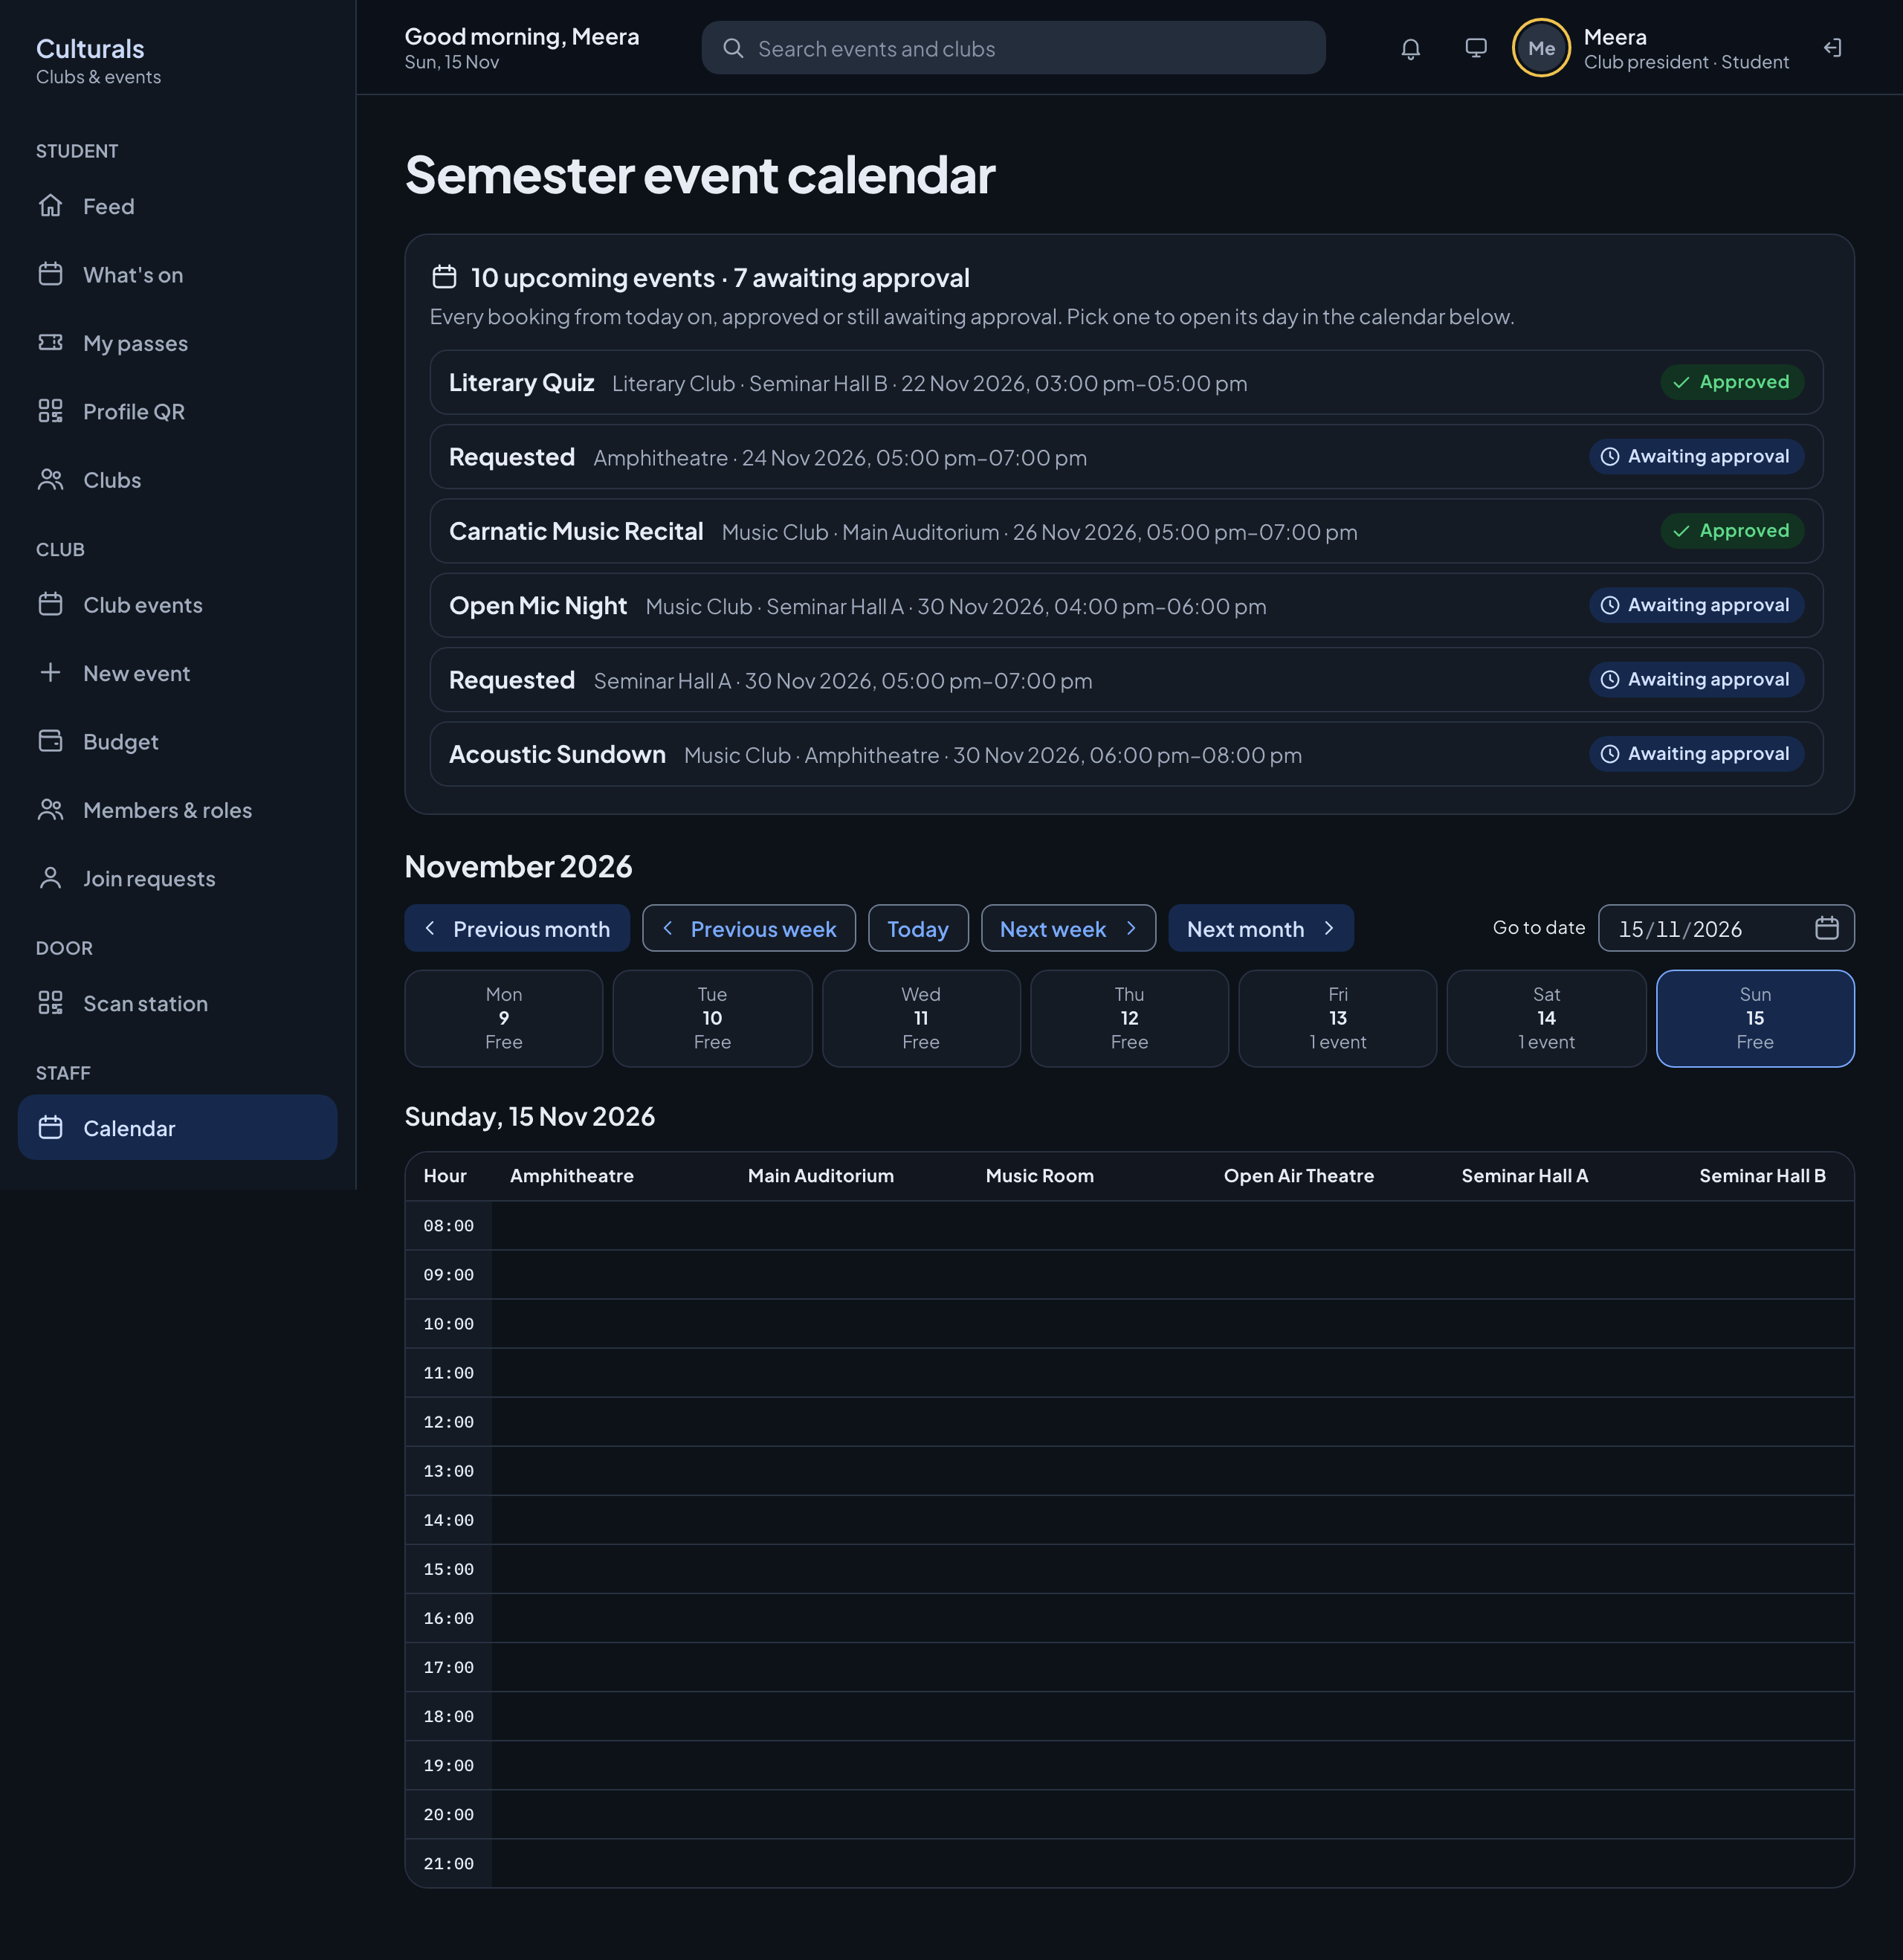 Culturals
Clubs & events
STUDENT
Feed
What's on
My passes
Profile QR
Clubs
CLUB
Club events
New event
Budget
Members & roles
Join requests
DOOR
Scan station
STAFF
Calendar
Good morning, Meera
Sun, 15 Nov
Search events and clubs
Me
Meera
Club president · Student
Semester event calendar
10 upcoming events · 7 awaiting approval
Every booking from today on, approved or still awaiting approval. Pick one to open its day in the calendar below.
Literary Quiz Literary Club · Seminar Hall B · 22 Nov 2026, 03:00 pm–05:00 pm Approved
Requested Amphitheatre · 24 Nov 2026, 05:00 pm–07:00 pm Awaiting approval
Carnatic Music Recital Music Club · Main Auditorium · 26 Nov 2026, 05:00 pm–07:00 pm Approved
Open Mic Night Music Club · Seminar Hall A · 30 Nov 2026, 04:00 pm–06:00 pm Awaiting approval
Requested Seminar Hall A · 30 Nov 2026, 05:00 pm–07:00 pm Awaiting approval
Acoustic Sundown Music Club · Amphitheatre · 30 Nov 2026, 06:00 pm–08:00 pm Awaiting approval
November 2026
Previous month Previous week Today Next week Next month Go to date 15/11/2026
Mon Tue Wed Thu Fri Sat Sun
9 10 11 12 13 14 15
Free Free Free Free 1 event 1 event Free
Sunday, 15 Nov 2026
Hour Amphitheatre Main Auditorium Music Room Open Air Theatre Seminar Hall A Seminar Hall B
08:00
09:00
10:00
11:00
12:00
13:00
14:00
15:00
16:00
17:00
18:00
19:00
20:00
21:00